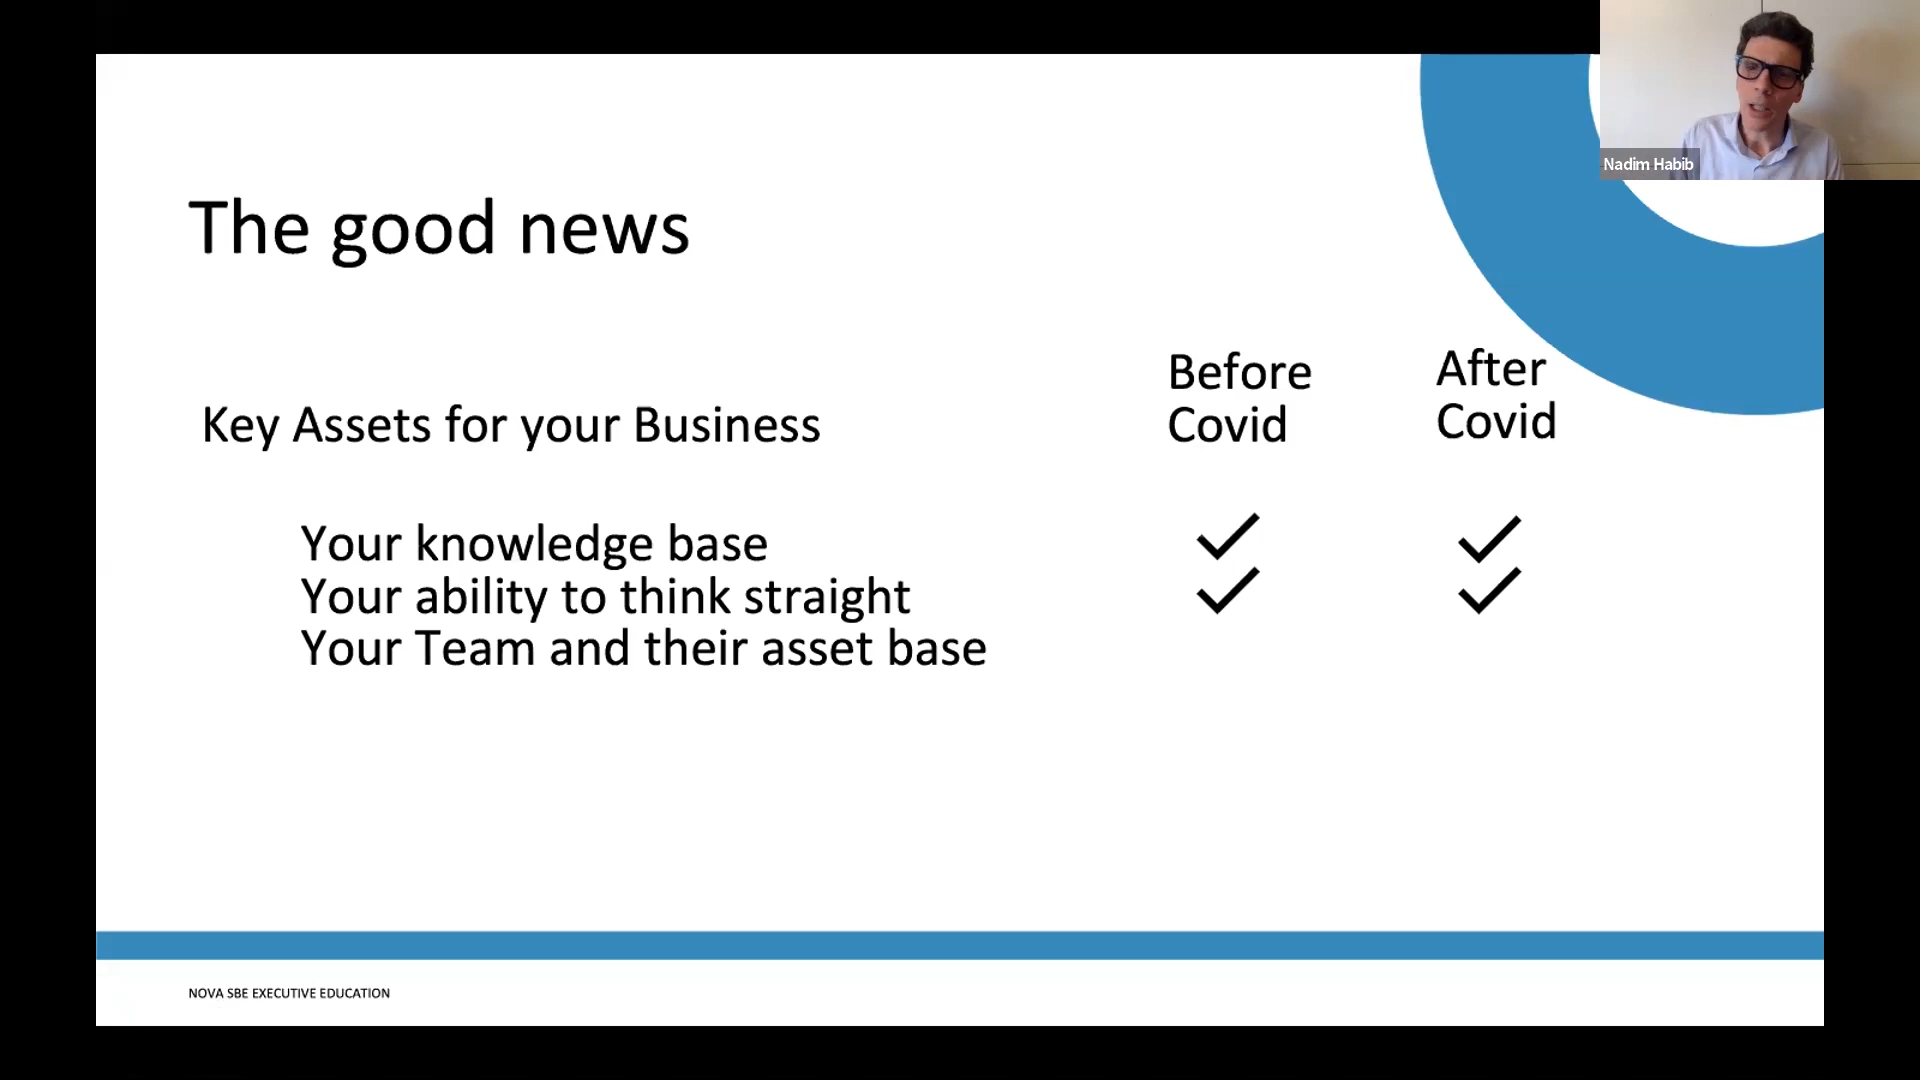 Nadim Habib
The good news
Before
Covid
After
Covid
Key Assets for your Business
Your knowledge base
Your ability to think straight
Your Team and their asset base
NOVA SBE EXECUTIVE EDUCATION